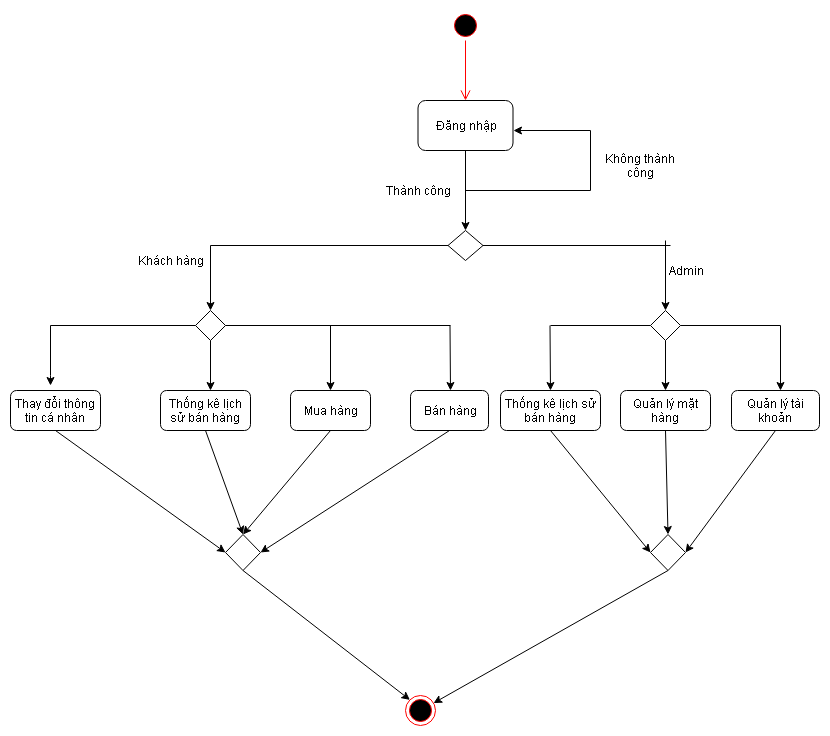 Đăng nhập
Không thành
công
Thành công
Khách hàng
Admin
Thay đổi thông
tin cá nhân
Thống kê lịch
sử bán hàng
Mua hàng
Bán hàng
Thống kê lịch sử
bán hàng
Quản lý mặt
hàng
Quản lý tài
khoản